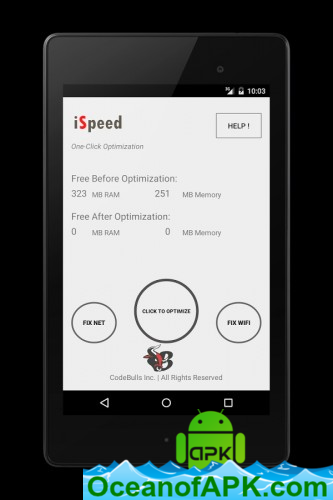 10:03
iSpeed
HELP !
One-Click Optimization
Free Before Optimization:
323 MB RAM 251 MB Memory
Free After Optimization:
0 MB RAM 0 MB Memory
CLICK TO OPTIMIZE
FIX NET
FIX WIFI
CodeBulls Inc. | All Rights Reserved
APK
OceanofAPK.com